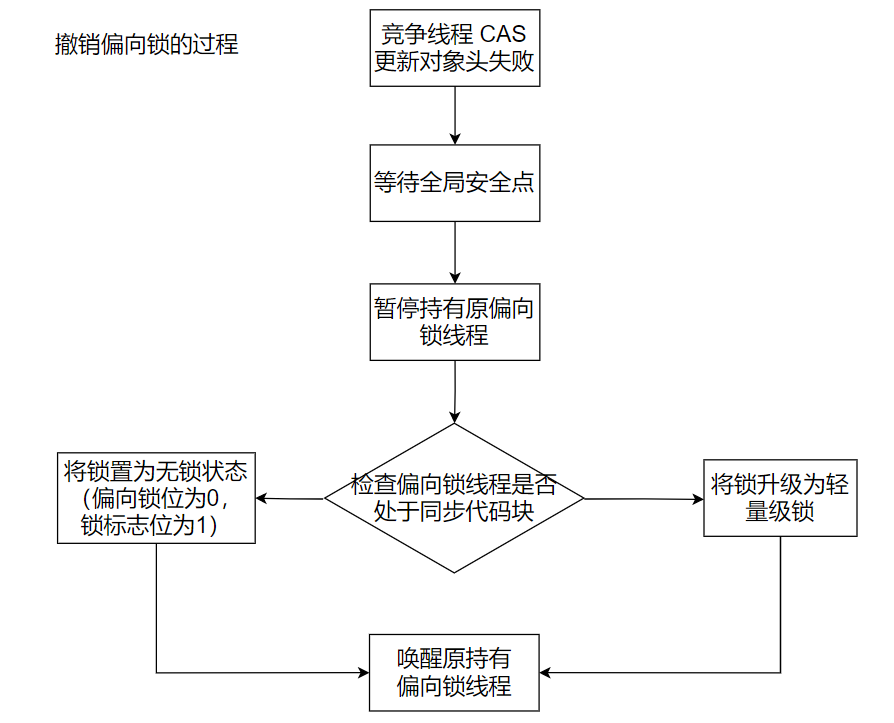 撤销偏向锁的过程
竞争线程 CAS
更新对象头失败
等待全局安全点
暂停持有原偏向
锁线程
检查偏向锁线程是否
处于同步代码块
将锁置为无锁状态
（偏向锁位为0，
锁标志位为1）
将锁升级为轻
量级锁
唤醒原持有
偏向锁线程